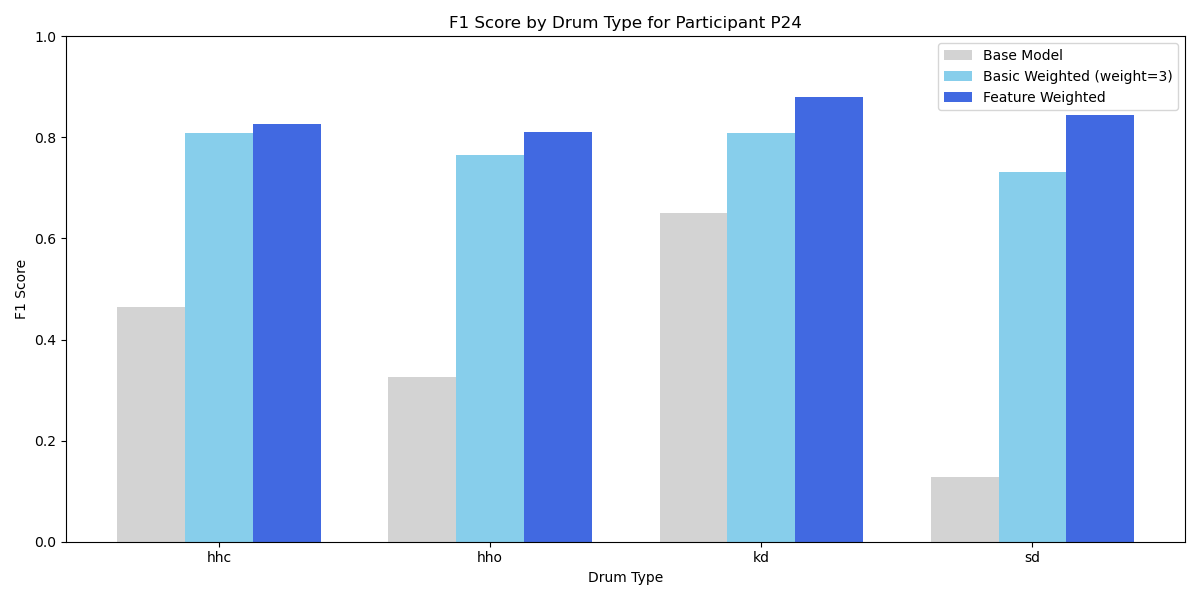 F1 Score by Drum Type for Participant P24
1.0
0.8
0.6
0.4
0.2
0.0
F1 Score
Base Model
Basic Weighted (weight=3)
Feature Weighted
hhc
hho
kd
sd
Drum Type